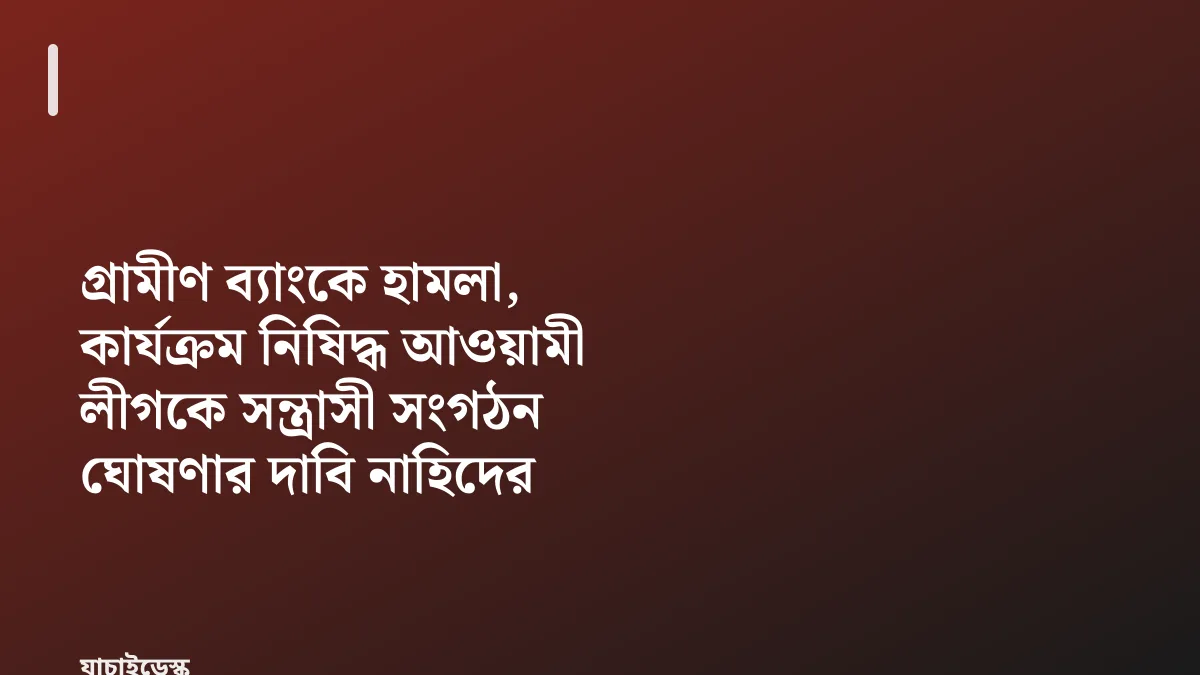 গ্রামীণ ব্যাংকে হামলা,
কার্যক্রম নিষিদ্ধ আওয়ামী
লীগকে সন্ত্রাসী সংগঠন
ঘোষণার দাবি নাহিদের
যাচাইডেস্ক